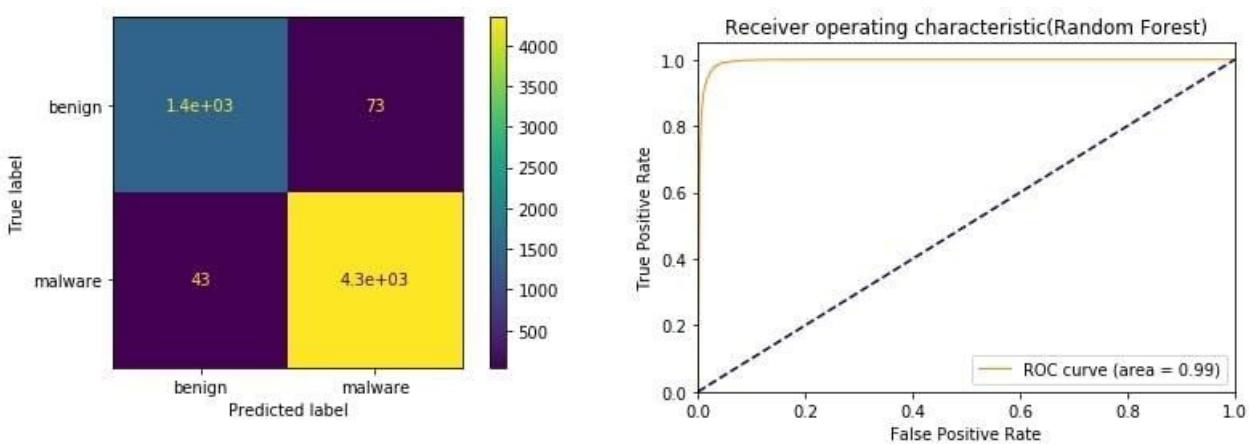 benign
1.4e+03
73
malware
43
4.3e+03
benign
malware
True label
Predicted label
4000
3500
3000
2500
2000
1500
1000
500
Receiver operating characteristic(Random Forest)
1.0
0.8
0.6
0.4
0.2
0.0
True Positive Rate
ROC curve (area = 0.99)
0.0 0.2 0.4 0.6 0.8 1.0
False Positive Rate